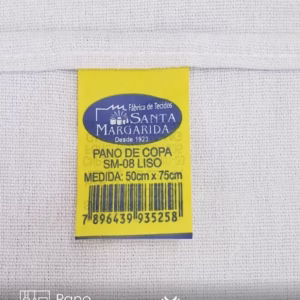 Fábrica de Tecidos
SANTA
MARGARIDA
Desde 1923
PANO DE COPA
SM-08 LISO
MEDIDA: 50cm x 75cm
7 896439 935258
Pano